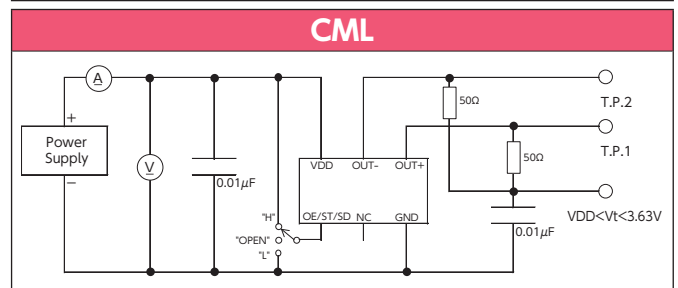 CML
A
+
Power
Supply
−
V
0.01µF
VDD OUT- OUT+
OE/ST/SD NC GND
"H"
"OPEN"
"L"
50Ω
50Ω
T.P.2
T.P.1
VDD<Vt<3.63V
0.01µF